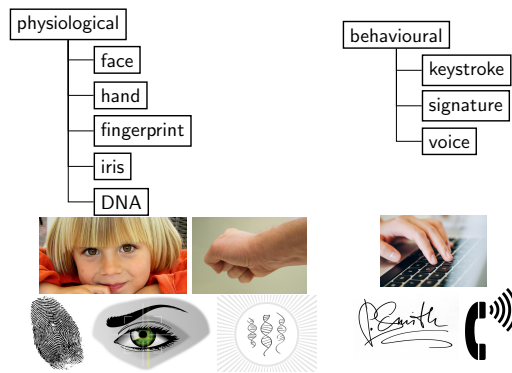 physiological
face
hand
fingerprint
iris
DNA
behavioural
keystroke
signature
voice